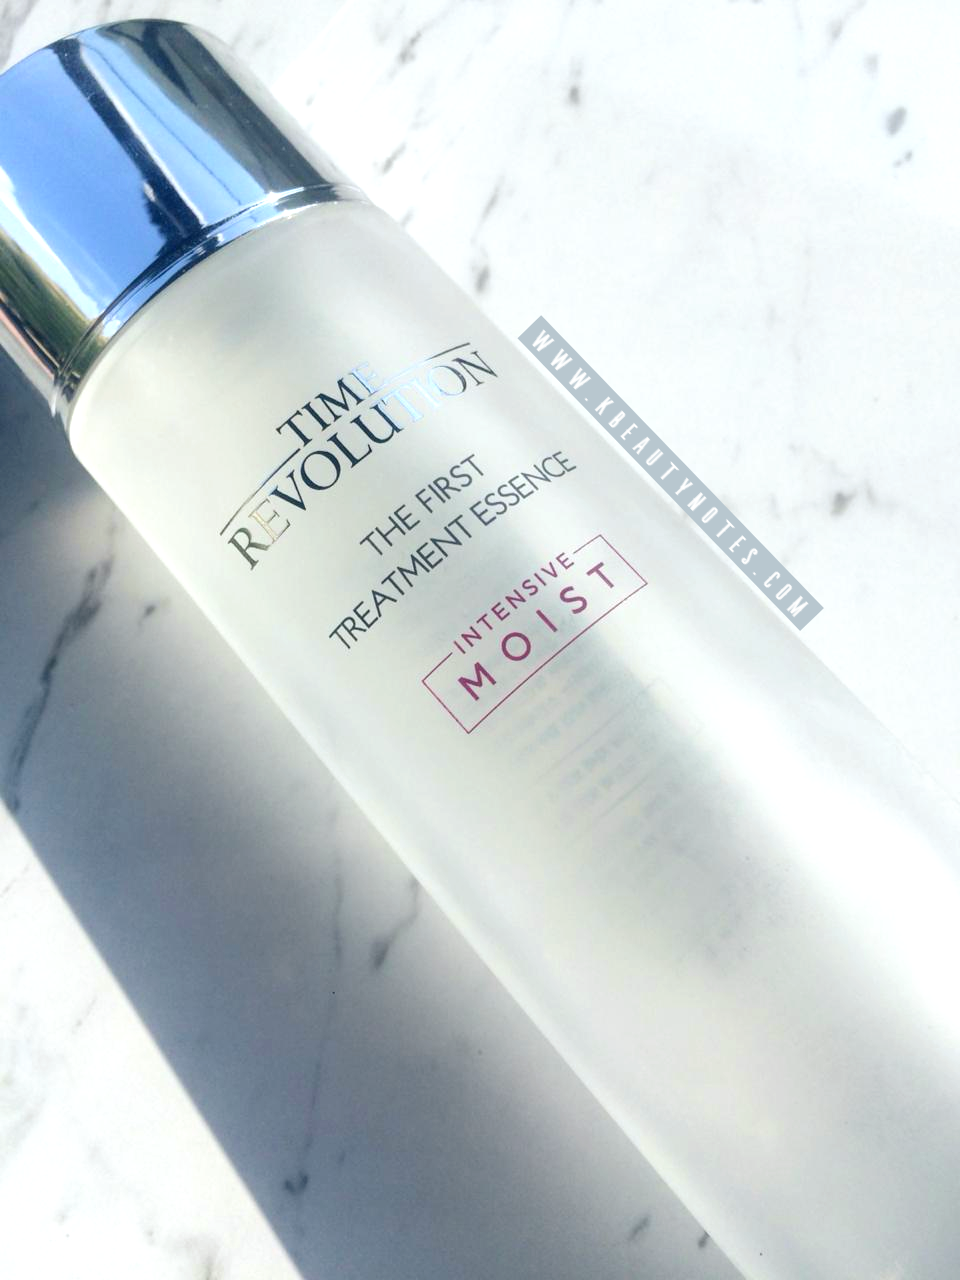 TIME
REVOLUTION
THE FIRST
TREATMENT ESSENCE
INTENSIVE
MOIST
WWW.KBEAUTYNOTES.COM